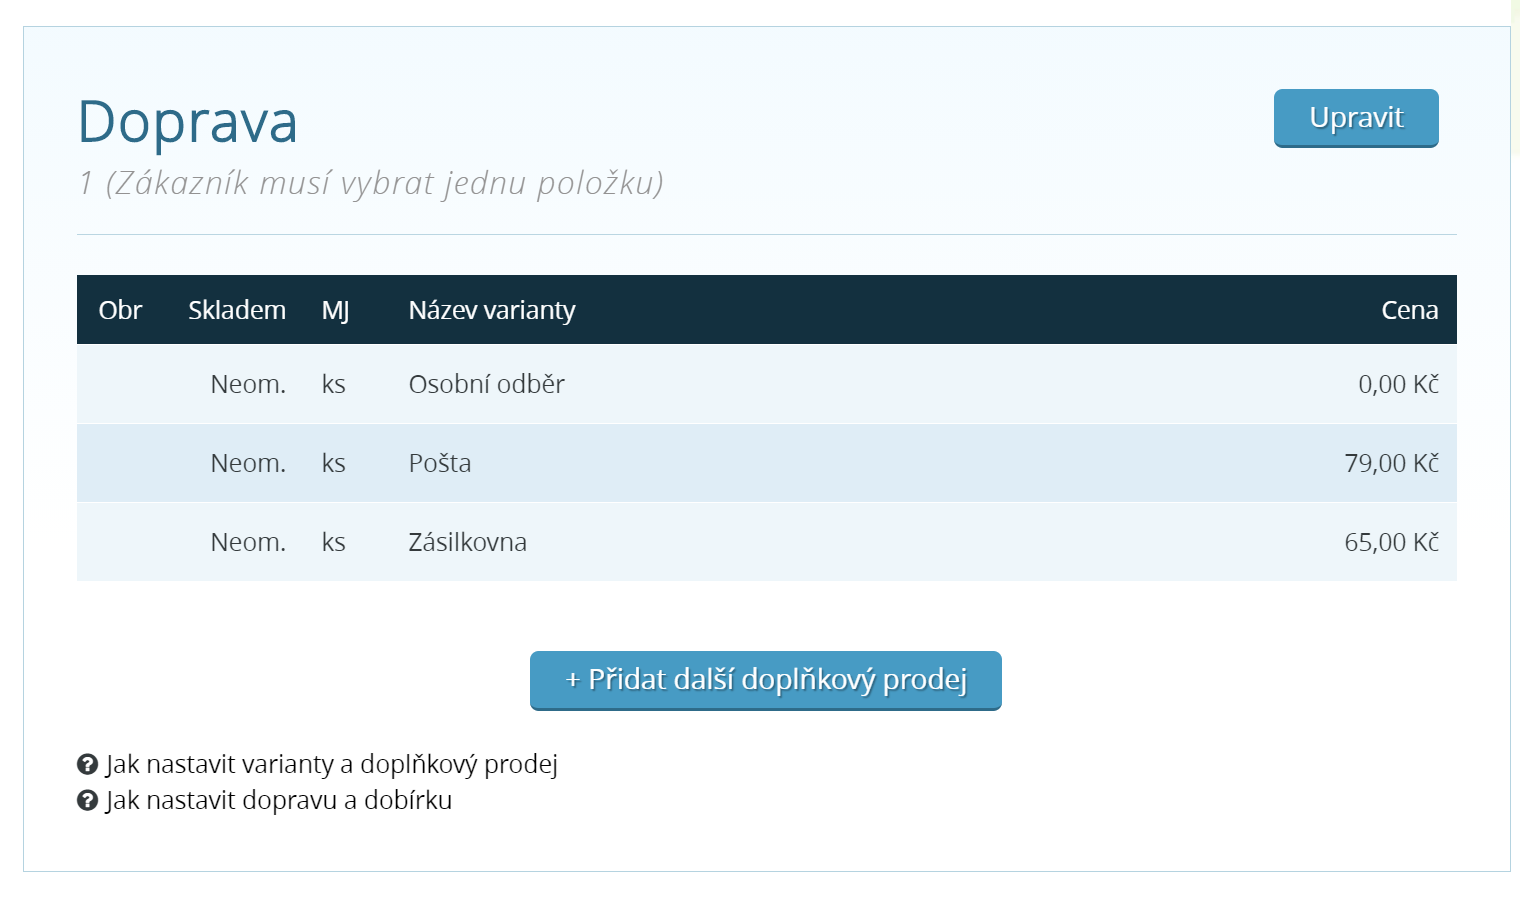 Doprava
Upravit
1 (Zákazník musí vybrat jednu položku)
Obr Skladem MJ Název varianty Cena
Neom. ks Osobní odběr 0,00 Kč
Neom. ks Pošta 79,00 Kč
Neom. ks Zásilkovna 65,00 Kč
+ Přidat další doplňkový prodej
Jak nastavit varianty a doplňkový prodej
Jak nastavit dopravu a dobírku